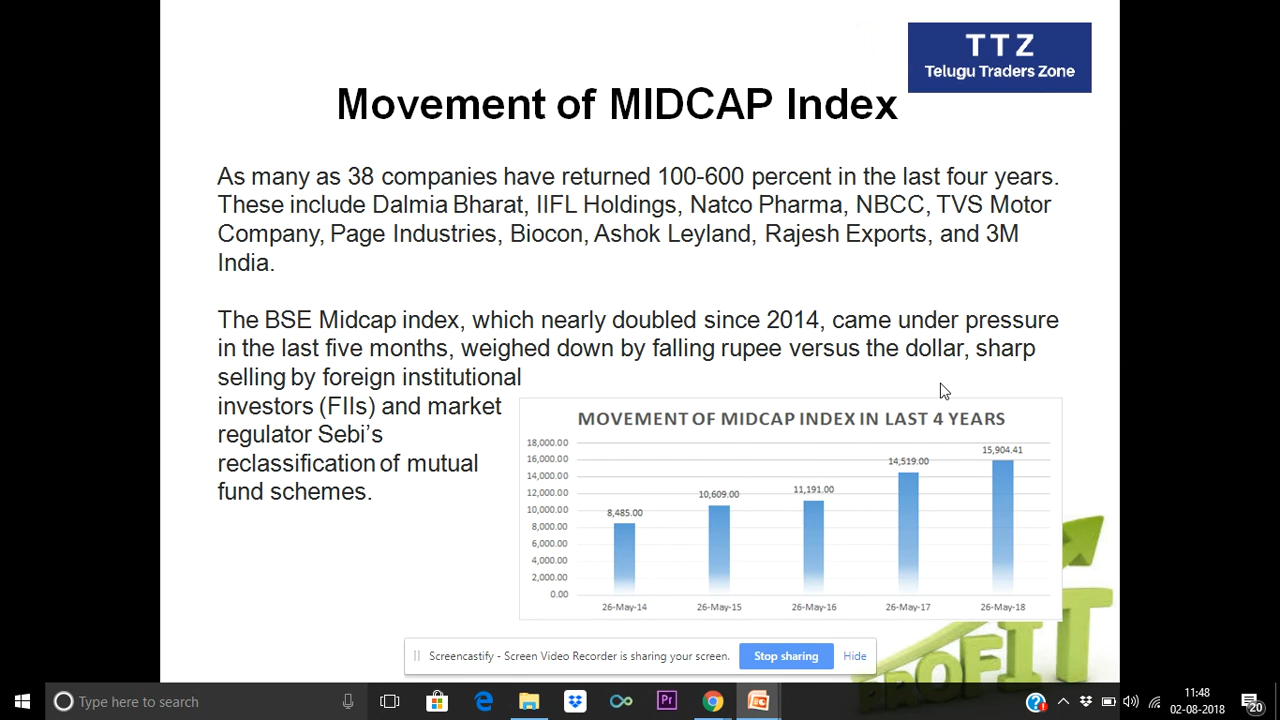 T T Z
Telugu Traders Zone
Movement of MIDCAP Index
As many as 38 companies have returned 100-600 percent in the last four years.
These include Dalmia Bharat, IIFL Holdings, Natco Pharma, NBCC, TVS Motor
Company, Page Industries, Biocon, Ashok Leyland, Rajesh Exports, and 3M
India.
The BSE Midcap index, which nearly doubled since 2014, came under pressure
in the last five months, weighed down by falling rupee versus the dollar, sharp
selling by foreign institutional
investors (FIIs) and market
regulator Sebi's
reclassification of mutual
fund schemes.
MOVEMENT OF MIDCAP INDEX IN LAST 4 YEARS
18,000.00
16,000.00
14,000.00
12,000.00
10,000.00
8,000.00
6,000.00
4,000.00
2,000.00
0.00
8,485.00
10,609.00
11,191.00
14,519.00
15,904.41
26-May-14 26-May-15 26-May-16 26-May-17 26-May-18
PROFIT
Screencastify - Screen Video Recorder is sharing your screen. Stop sharing Hide
Type here to search
Pr
11:48
02-08-2018
20